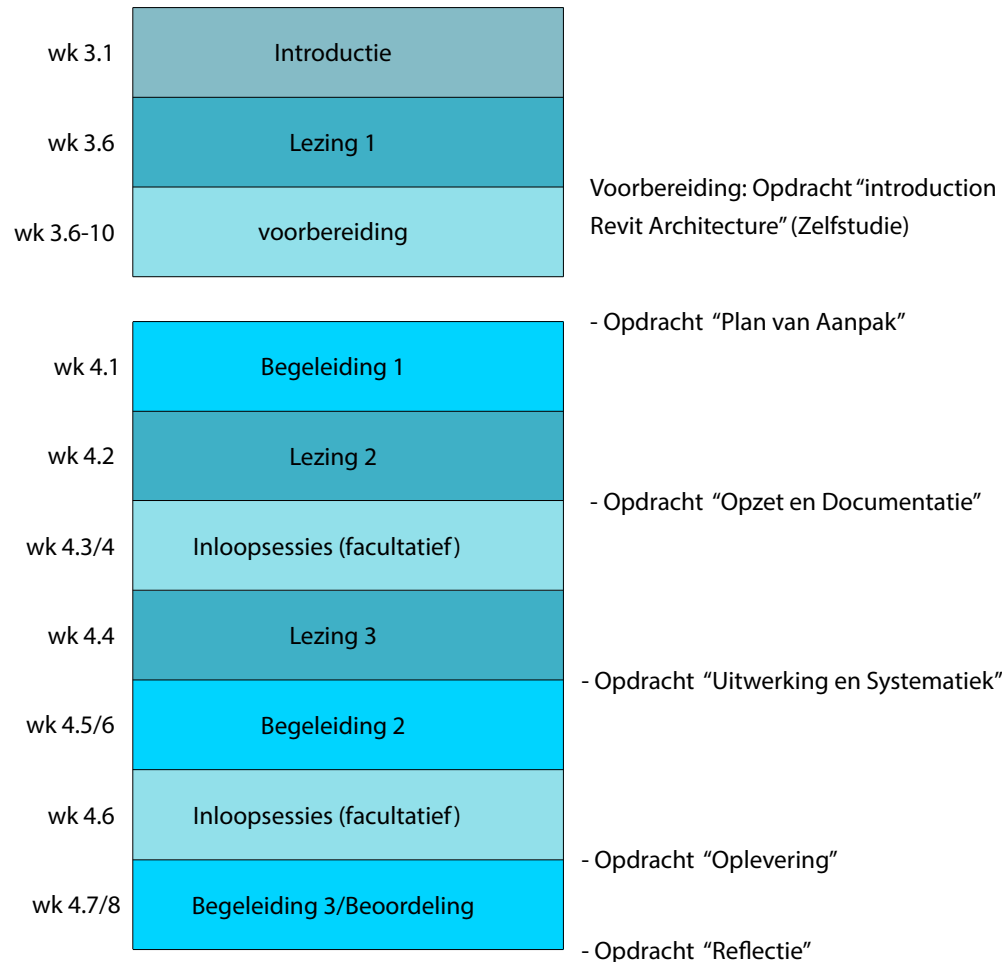 wk 3.1 Introductie
wk 3.6 Lezing 1
Voorbereiding: Opdracht “introduction
Revit Architecture” (Zelfstudie)
wk 3.6-10 voorbereiding
- Opdracht “Plan van Aanpak”
wk 4.1 Begeleiding 1
wk 4.2 Lezing 2
- Opdracht “Opzet en Documentatie”
wk 4.3/4 Inloopsessies (facultatief)
wk 4.4 Lezing 3
- Opdracht “Uitwerking en Systematiek”
wk 4.5/6 Begeleiding 2
wk 4.6 Inloopsessies (facultatief)
- Opdracht “Oplevering”
wk 4.7/8 Begeleiding 3/Beoordeling
- Opdracht “Reflectie”